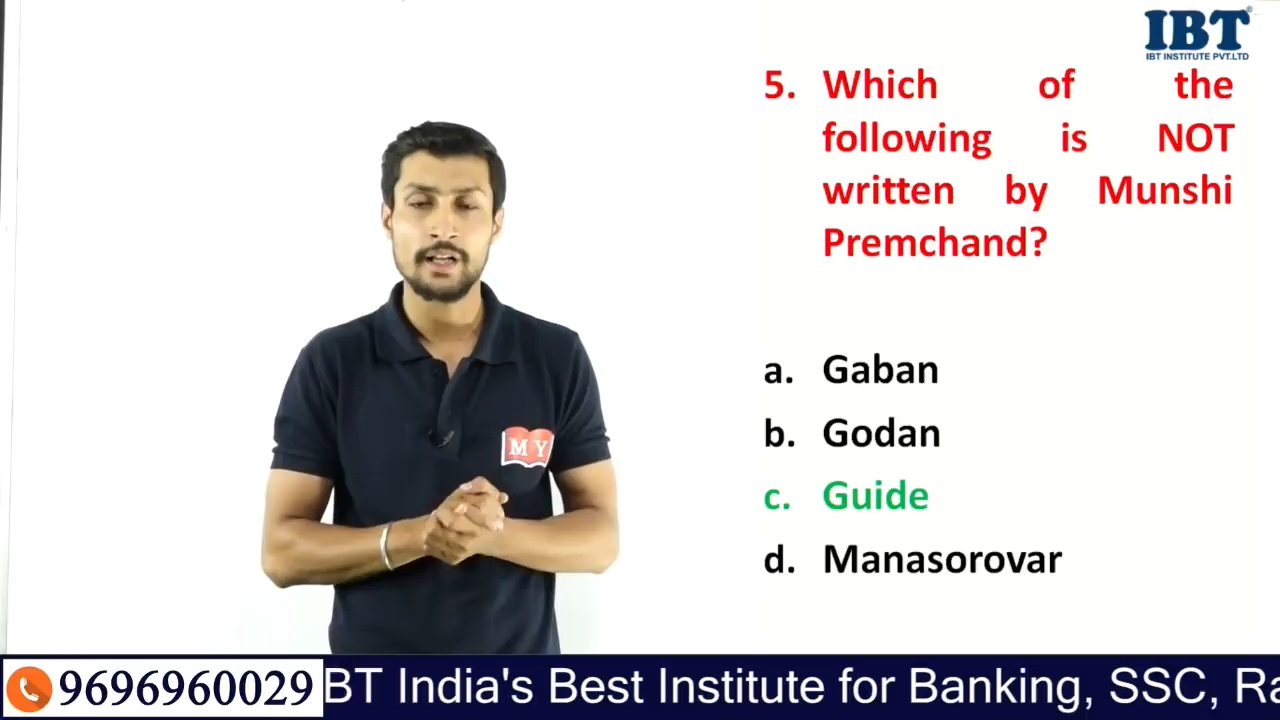 IBT
IBT INSTITUTE PVT.LTD
5. Which of the
following is NOT
written by Munshi
Premchand?
a. Gaban
b. Godan
c. Guide
d. Manasorovar
M Y
9696960029 BT India's Best Institute for Banking, SSC, Ra